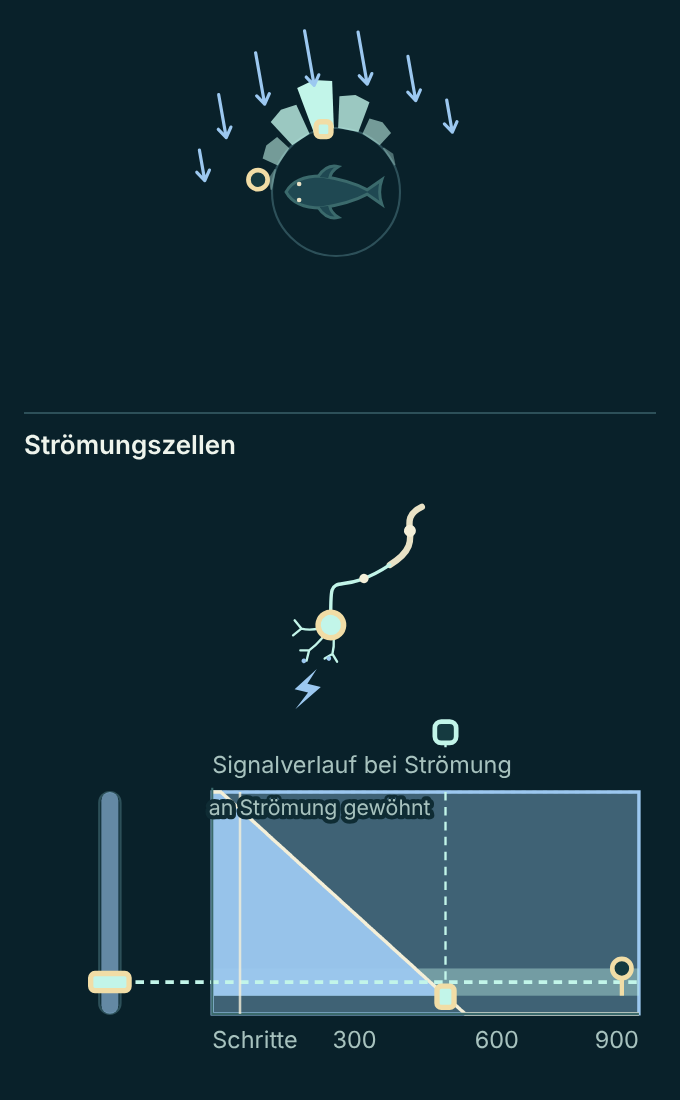 Strömungszellen
Signalverlauf bei Strömung
an Strömung gewöhnt
Schritte 300 600 900